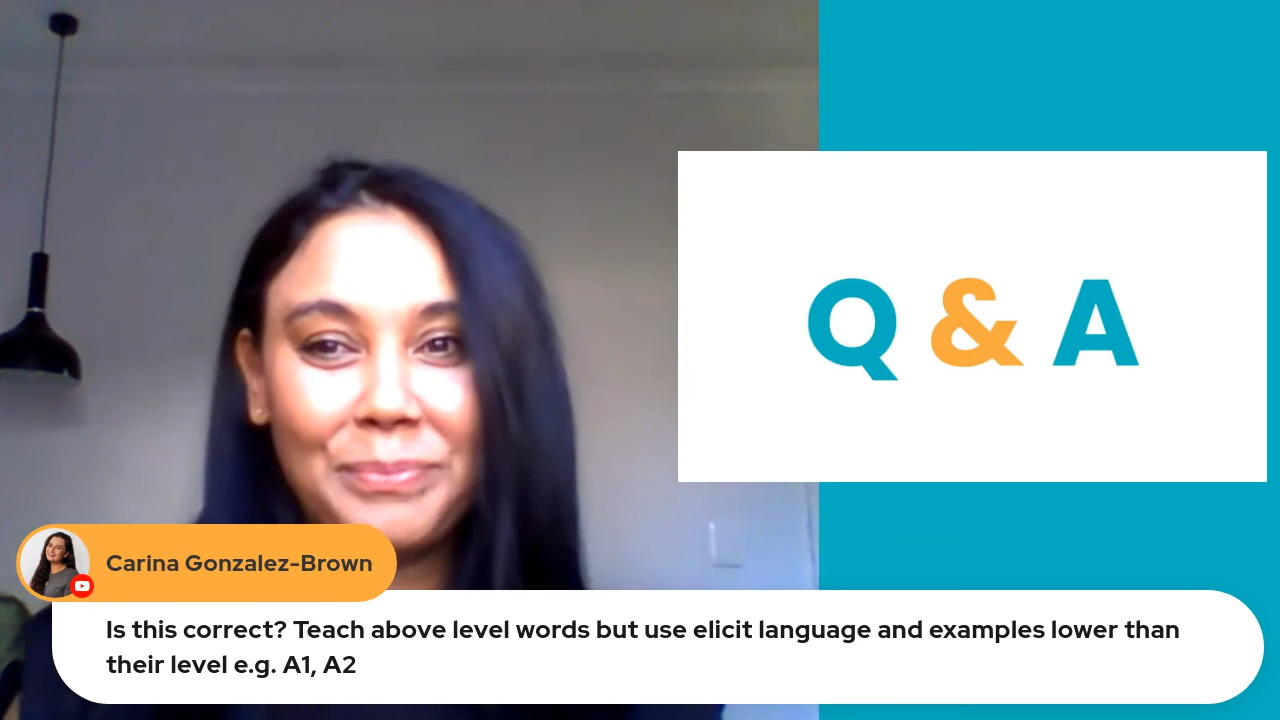 Q & A
Carina Gonzalez-Brown
Is this correct? Teach above level words but use elicit language and examples lower than
their level e.g. A1, A2